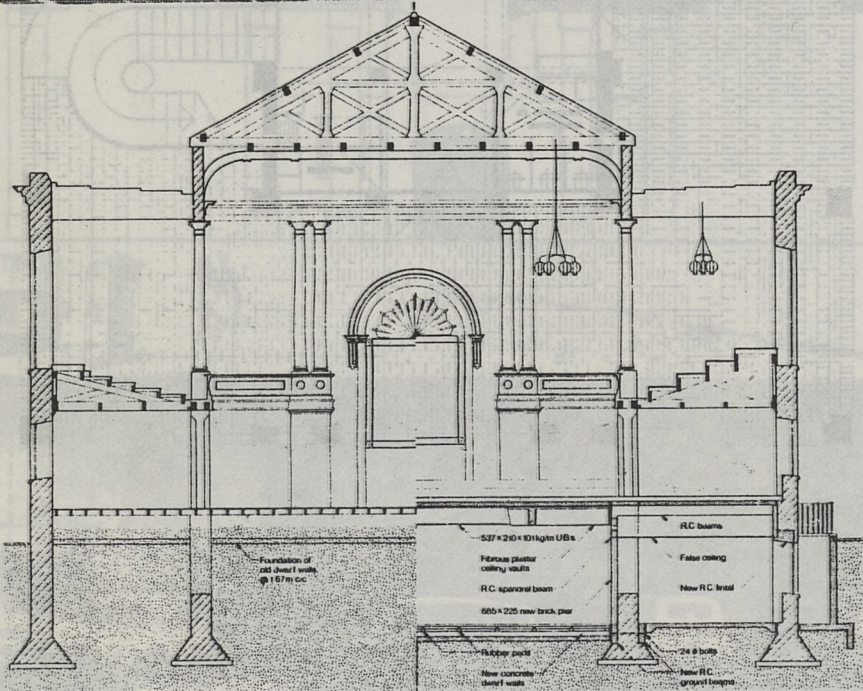 Foundation of
old dwarf walls
@ 1·67m c/c
537 × 210 × 101kg/m UBs
Fibrous plaster
ceiling vaults
R.C. spandrel beam
665 × 225 new brick pier
Rubber pads
New concrete
dwarf walls
R.C beams
False ceiling
New R.C. lintel
24 ø bolts
New R.C.
ground beams